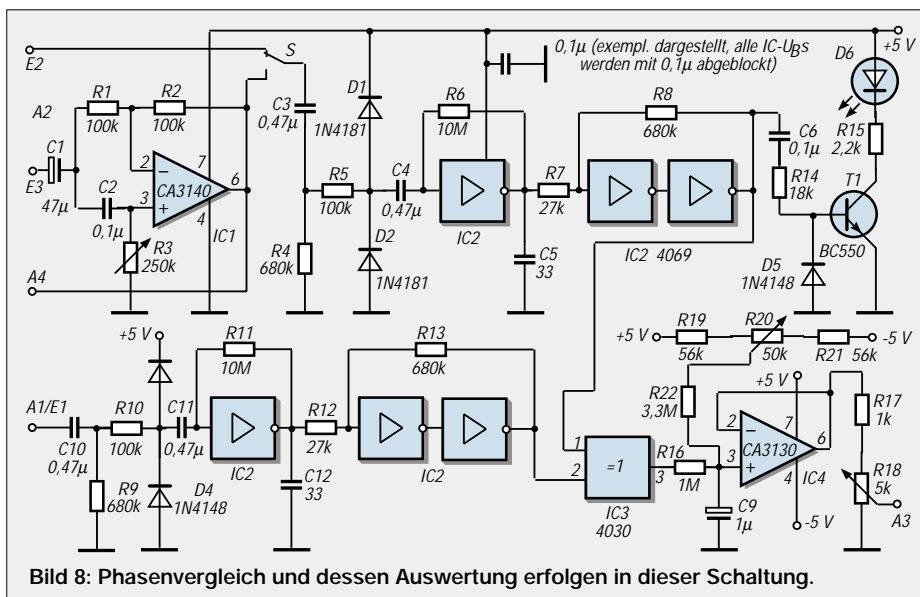 +5 V
E2
S
0,1µ (exempl. dargestellt, alle IC-UBs
werden mit 0,1µ abgeblockt)
D6
A2
R1
100k
R2
100k
C3
0,47µ
D1
1N4181
R6
10M
R8
680k
C6
0,1µ
R15
2,2k
C1
E3
47µ
C2
0,1µ
2
3
−
+
CA3140
7
6
4
IC1
R5
100k
C4
0,47µ
IC2
R7
27k
IC2 4069
R14
18k
T1
BC550
R3
250k
R4
680k
D2
1N4181
C5
33
D5
1N4148
A4
+5 V
R11
10M
R13
680k
+5 V
R19
56k
R20
50k
R21
56k
-5 V
A1/E1
C10
0,47µ
R10
100k
C11
0,47µ
IC2
R12
27k
IC2
R22
3,3M
+5 V
R17
1k
R9
680k
D4
1N4148
C12
33
1
2
=1
3
IC3
4030
R16
1M
2
3
−
+
CA3130
7
6
4
IC4
C9
1µ
-5 V
R18
5k
A3
Bild 8: Phasenvergleich und dessen Auswertung erfolgen in dieser Schaltung.